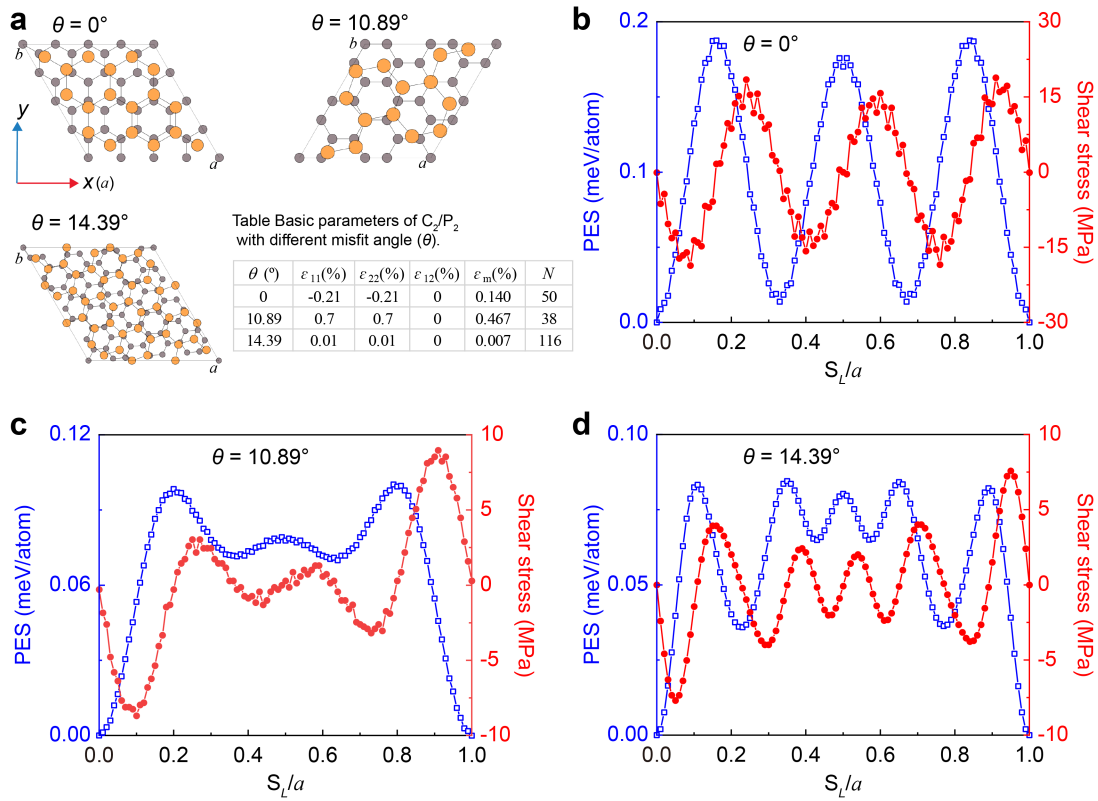 a
θ = 0°
b
a
y
x (a)
θ = 10.89°
b
a
θ = 14.39°
b
a
Table Basic parameters of C2/P2
with different misfit angle (θ).
θ (°) ε11(%) ε22(%) ε12(%) εm(%) N
0 -0.21 -0.21 0 0.140 50
10.89 0.7 0.7 0 0.467 38
14.39 0.01 0.01 0 0.007 116
b
θ = 0°
0.2
0.1
0.0
PES (meV/atom)
30
15
0
-15
-30
Shear stress (MPa)
0.0 0.2 0.4 0.6 0.8 1.0
SL/a
c
θ = 10.89°
0.12
0.06
0.00
PES (meV/atom)
10
5
0
-5
-10
Shear stress (MPa)
0.0 0.2 0.4 0.6 0.8 1.0
SL/a
d
θ = 14.39°
0.10
0.05
0.00
PES (meV/atom)
10
5
0
-5
-10
Shear stress (MPa)
0.0 0.2 0.4 0.6 0.8 1.0
SL/a